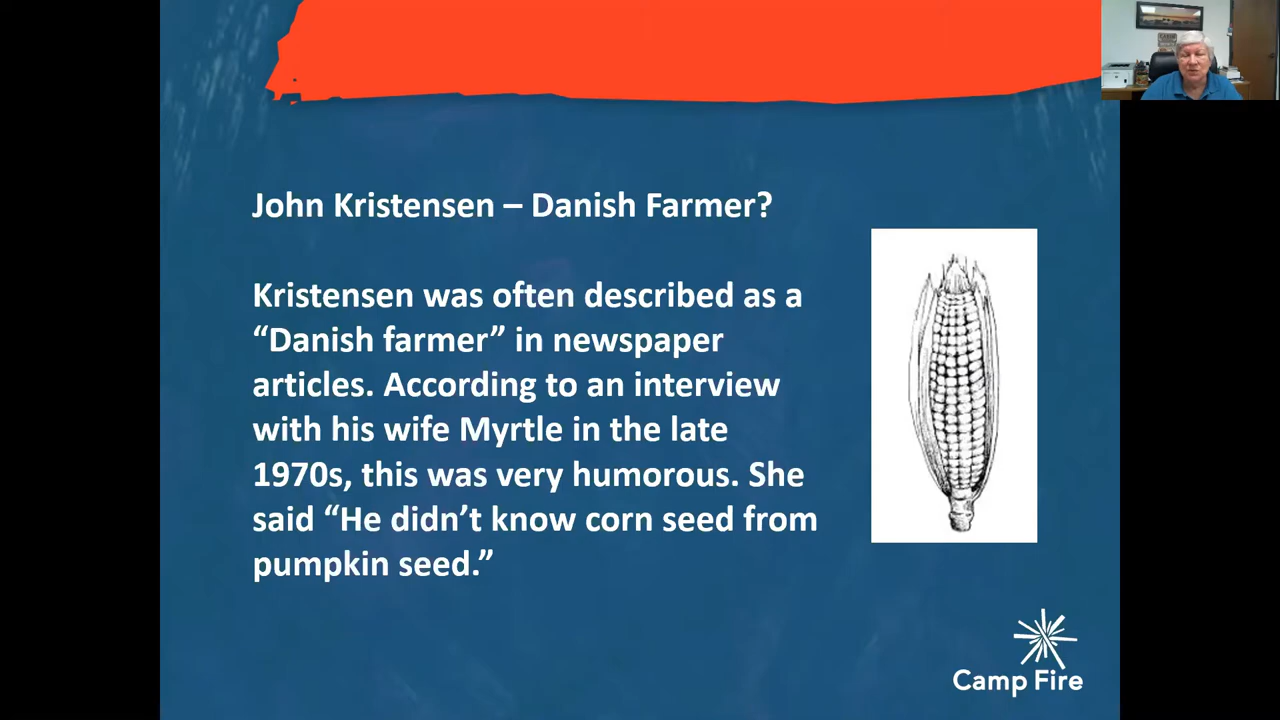 John Kristensen – Danish Farmer?
Kristensen was often described as a
“Danish farmer” in newspaper
articles. According to an interview
with his wife Myrtle in the late
1970s, this was very humorous. She
said “He didn’t know corn seed from
pumpkin seed.”
Camp Fire